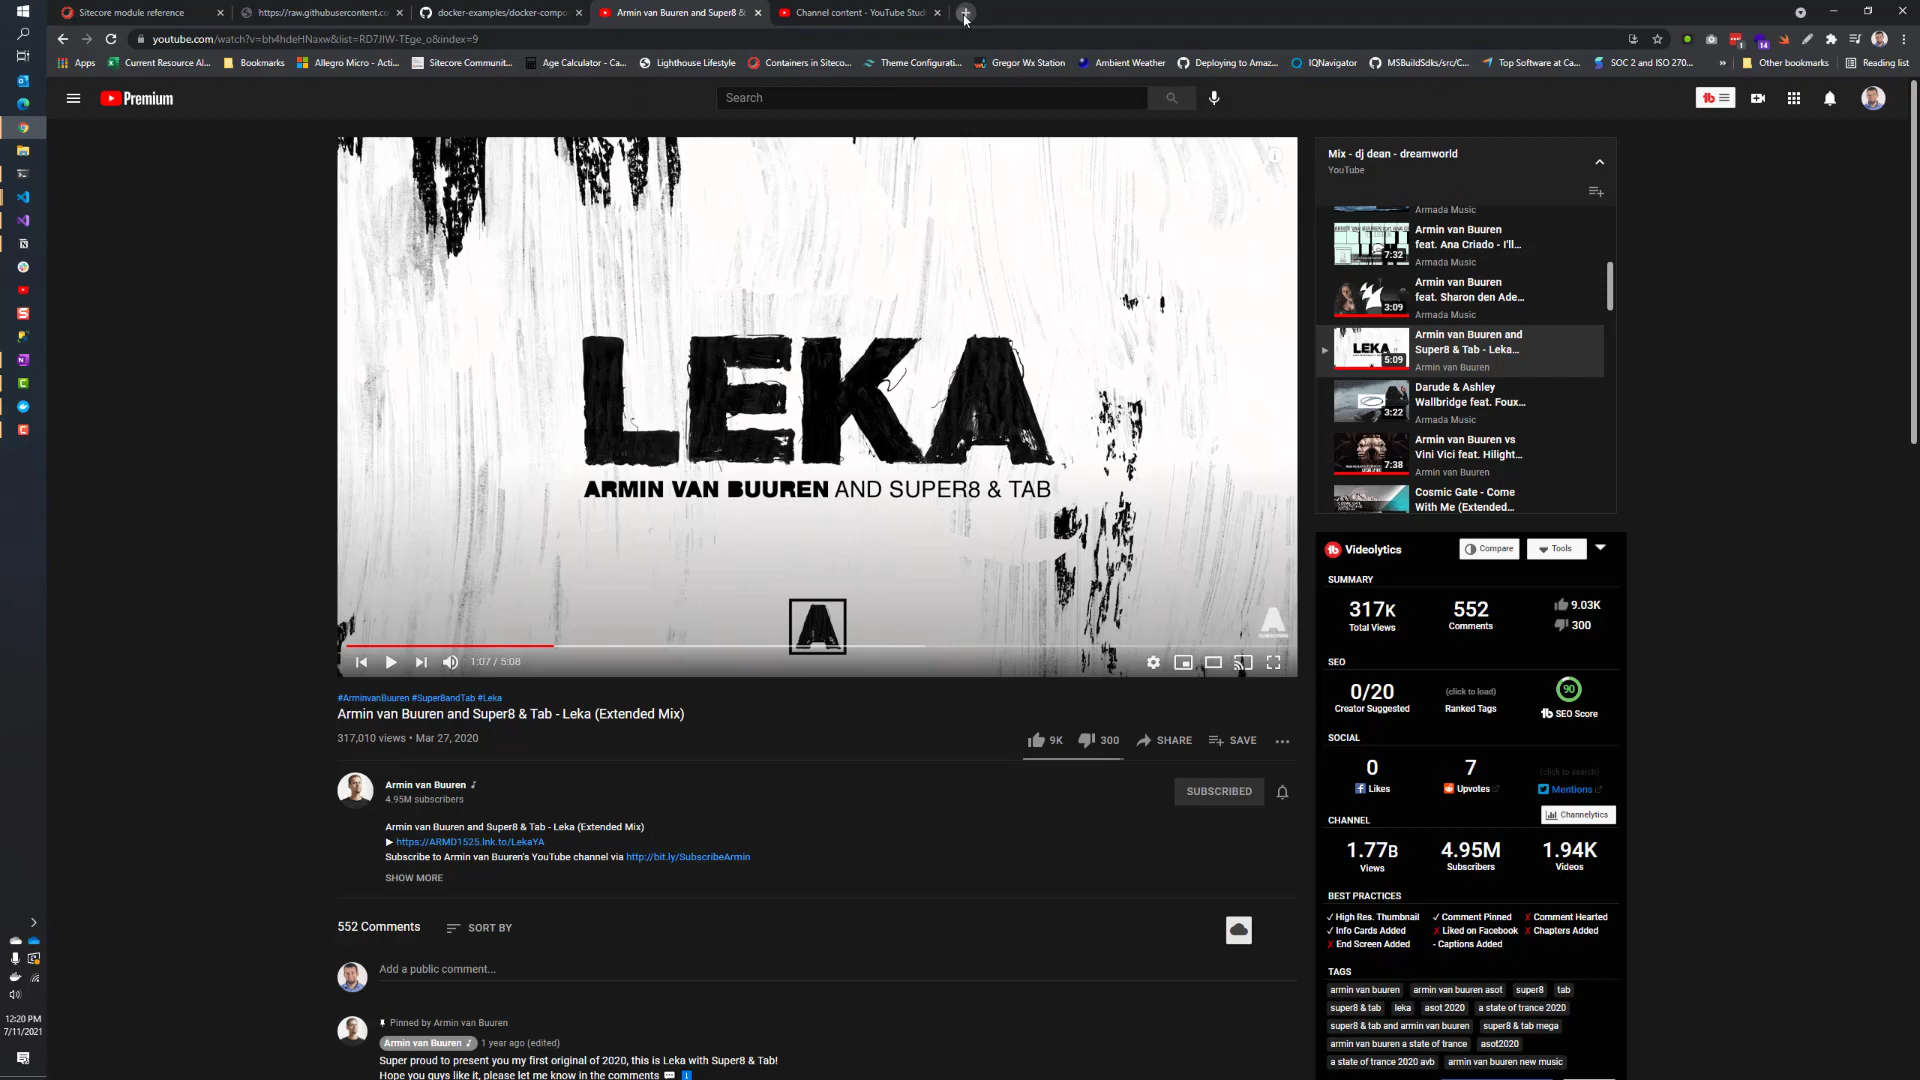 Sitecore module reference
https://raw.githubusercontent.co
docker-examples/docker-compo
Armin van Buuren and Super8 &
Channel content - YouTube Stud
youtube.com/watch?v=bh4hdeHNaxw&list=RD7JIW-TEge_o&index=9
Apps
Current Resource Al...
Bookmarks
Allegro Micro - Acti...
Sitecore Communit...
Age Calculator - Ca...
Lighthouse Lifestyle
Containers in Siteco...
Theme Configurati...
Gregor Wx Station
Ambient Weather
Deploying to Amaz...
IQNavigator
MSBuildSdks/src/C...
Top Software at Ca...
SOC 2 and ISO 270...
»
Other bookmarks
Reading list
Premium
Search
LEKA
ARMIN VAN BUUREN AND SUPER8 & TAB
1:07 / 5:08
#ArminvanBuuren #Super8andTab #Leka
Armin van Buuren and Super8 & Tab - Leka (Extended Mix)
317,010 views • Mar 27, 2020
9K
300
SHARE
SAVE
Armin van Buuren
4.95M subscribers
SUBSCRIBED
Armin van Buuren and Super8 & Tab - Leka (Extended Mix)
▶ https://ARMD1525.lnk.to/LekaYA
Subscribe to Armin van Buuren's YouTube channel via http://bit.ly/SubscribeArmin
SHOW MORE
552 Comments
SORT BY
Add a public comment...
Pinned by Armin van Buuren
Armin van Buuren 1 year ago (edited)
Super proud to present you my first original of 2020, this is Leka with Super8 & Tab!
Hope you guys like it, please let me know in the comments
Mix - dj dean - dreamworld
YouTube
Armada Music
Armin van Buuren
feat. Ana Criado - I'll...
7:32
Armada Music
Armin van Buuren
feat. Sharon den Ade...
3:09
Armada Music
Armin van Buuren and
Super8 & Tab - Leka...
LEKA
5:09
Armin van Buuren
Darude & Ashley
Wallbridge feat. Foux...
3:22
Armada Music
Armin van Buuren vs
Vini Vici feat. Hilight...
7:38
Armin van Buuren
Cosmic Gate - Come
With Me (Extended...
Videolytics
Compare
Tools
SUMMARY
317K
Total Views
552
Comments
9.03K
300
SEO
0/20
Creator Suggested
(click to load)
Ranked Tags
90
SEO Score
SOCIAL
0
Likes
7
Upvotes
(click to search)
Mentions
CHANNEL
Channelytics
1.77B
Views
4.95M
Subscribers
1.94K
Videos
BEST PRACTICES
✓ High Res. Thumbnail ✓ Comment Pinned ✗ Comment Hearted
✓ Info Cards Added ✗ Liked on Facebook ✗ Chapters Added
✗ End Screen Added - Captions Added
TAGS
armin van buuren armin van buuren asot super8 tab
super8 & tab leka asot 2020 a state of trance 2020
super8 & tab and armin van buuren super8 & tab mega
armin van buuren a state of trance asot2020
a state of trance 2020 avb armin van buuren new music
12:20 PM
7/11/2021